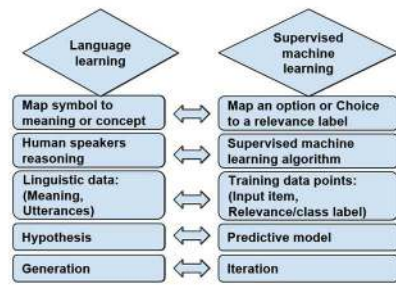 Language
learning
Supervised
machine
learning
Map symbol to
meaning or concept
Map an option or Choice
to a relevance label
Human speakers
reasoning
Supervised machine
learning algorithm
Linguistic data:
(Meaning,
Utterances)
Training data points:
(Input item,
Relevance/class label)
Hypothesis
Predictive model
Generation
Iteration